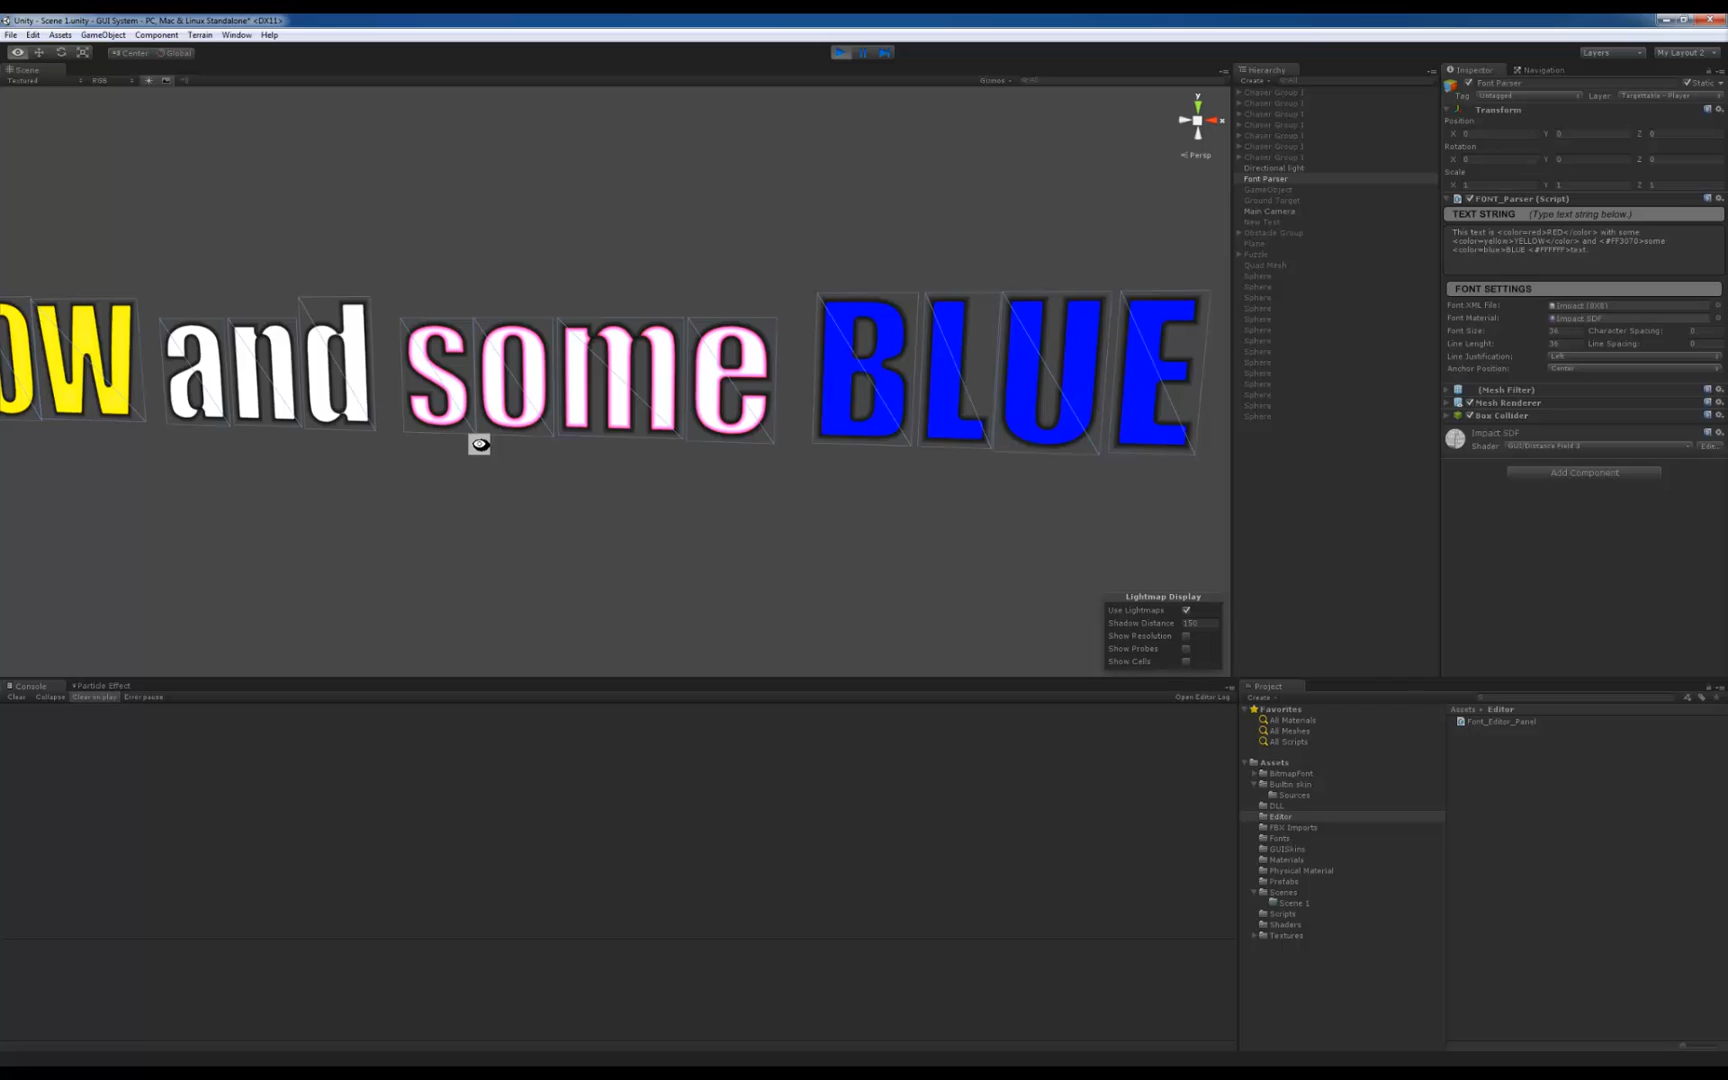 Unity - Scene 1.unity - GUI System - PC, Mac & Linux Standalone* <DX11>
File Edit Assets GameObject Component Terrain Window Help
Center Global
Layers
My Layout 2
Scene
Textured
RGB
Gizmos
All
y
x
Persp
OW and some BLUE
Lightmap Display
Use Lightmaps
Shadow Distance 150
Show Resolution
Show Probes
Show Cells
Hierarchy
Create
All
Chaser Group 1
Chaser Group 1
Chaser Group 1
Chaser Group 1
Chaser Group 1
Chaser Group 1
Chaser Group 1
Directional light
Font Parser
GameObject
Ground Target
Main Camera
New Text
Obstacle Group
Plane
Puzzle
Quad Mesh
Sphere
Sphere
Sphere
Sphere
Sphere
Sphere
Sphere
Sphere
Sphere
Sphere
Sphere
Sphere
Sphere
Inspector
Navigation
Font Parser
Static
Tag Untagged Layer Targettable - Player
Transform
Position
X 0 Y 0 Z 0
Rotation
X 0 Y 0 Z 0
Scale
X 1 Y 1 Z 1
FONT_Parser (Script)
TEXT STRING (Type text string below.)
This text is <color=red>RED</color> with some
<color=yellow>YELLOW</color> and <#FF3070>some
<color=blue>BLUE <#FFFFFF>text.
FONT SETTINGS
Font XML File:
Font Material: Impact SDF
Font Size: 36 Character Spacing: 0
Line Lenght: 36 Line Spacing: 0
Line Justification: Left
Anchor Position: Center
(Mesh Filter)
Mesh Renderer
Box Collider
Impact SDF
Shader GUI/Distance Field 3 Edit...
Add Component
Console
Particle Effect
Clear Collapse Clear on play Error pause
Open Editor Log
Project
Create
Favorites
All Materials
All Meshes
All Scripts
Assets
BitmapFont
Builtin skin
Sources
DLL
Editor
FBX Imports
Fonts
GUISkins
Materials
Physical Material
Prefabs
Scenes
Scene 1
Scripts
Shaders
Textures
Assets Editor
Font_Editor_Panel